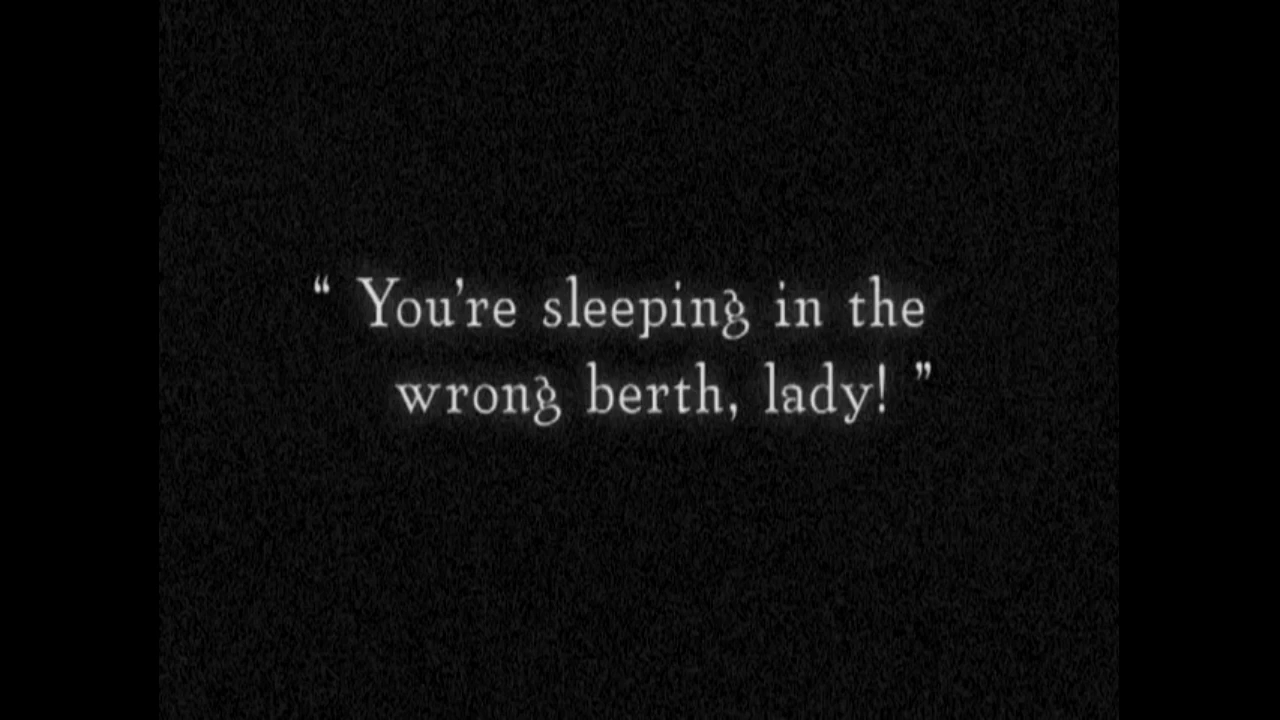 “ You’re sleeping in the
wrong berth, lady! ”